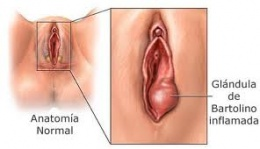 Anatomía
Normal
Glándula
de
Bartolino
inflamada